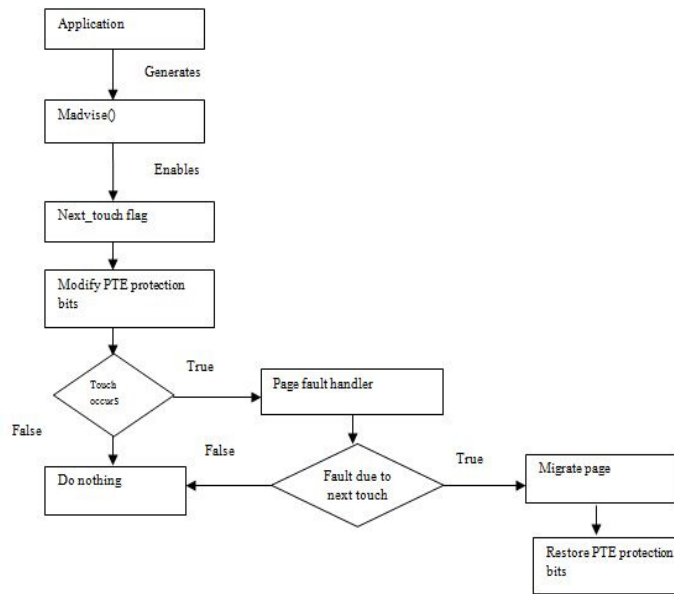 Application
Generates
Madvise()
Enables
Next_touch flag
Modify PTE protection
bits
Touch
occurs
True
Page fault handler
False
False
True
Do nothing
Fault due to
next touch
Migrate page
Restore PTE protection
bits